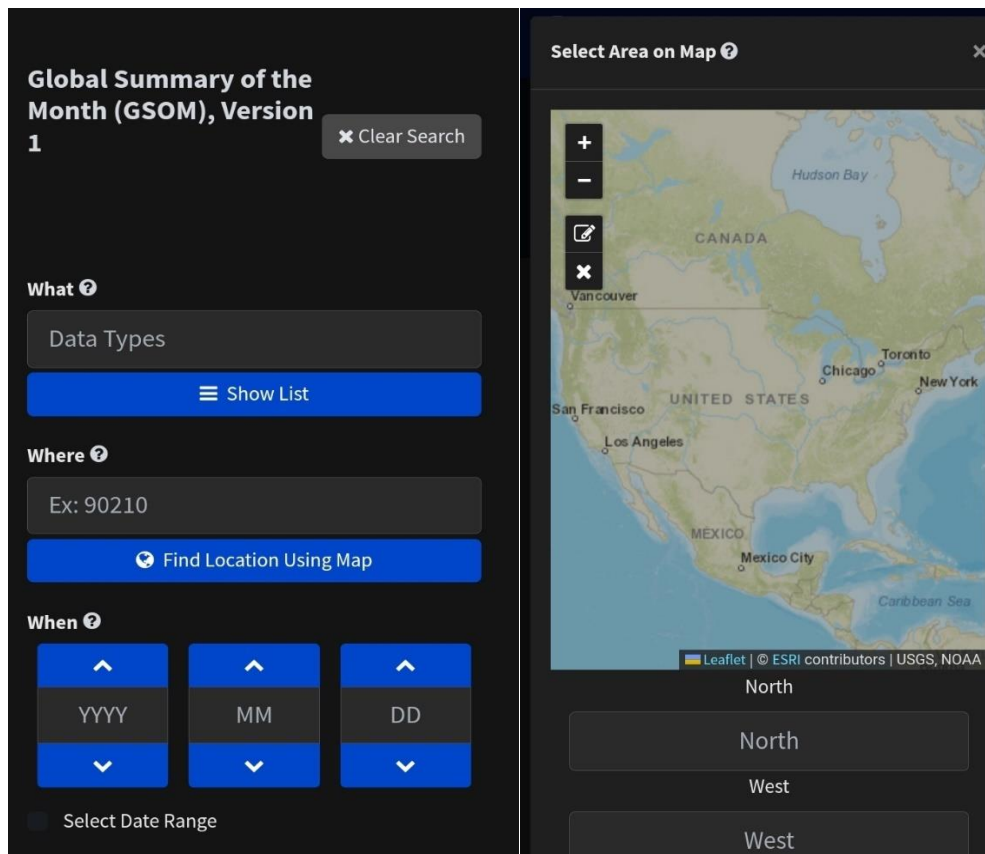 Global Summary of the
Month (GSOM), Version
1
Clear Search
What
Data Types
Show List
Where
Ex: 90210
Find Location Using Map
When
YYYY MM DD
Select Date Range
Select Area on Map
Hudson Bay
CANADA
Vancouver
Toronto
Chicago
New York
UNITED STATES
San Francisco
Los Angeles
MÉXICO
Mexico City
Caribbean Sea
Leaflet | © ESRI contributors | USGS, NOAA
North
North
West
West